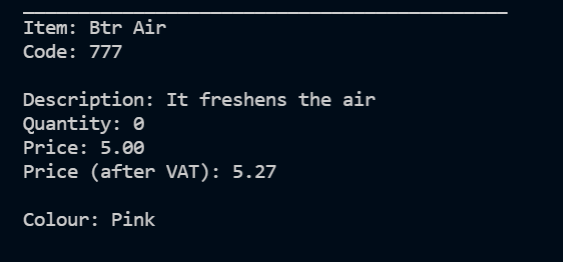 Item: Btr Air
Code: 777
Description: It freshens the air
Quantity: 0
Price: 5.00
Price (after VAT): 5.27
Colour: Pink